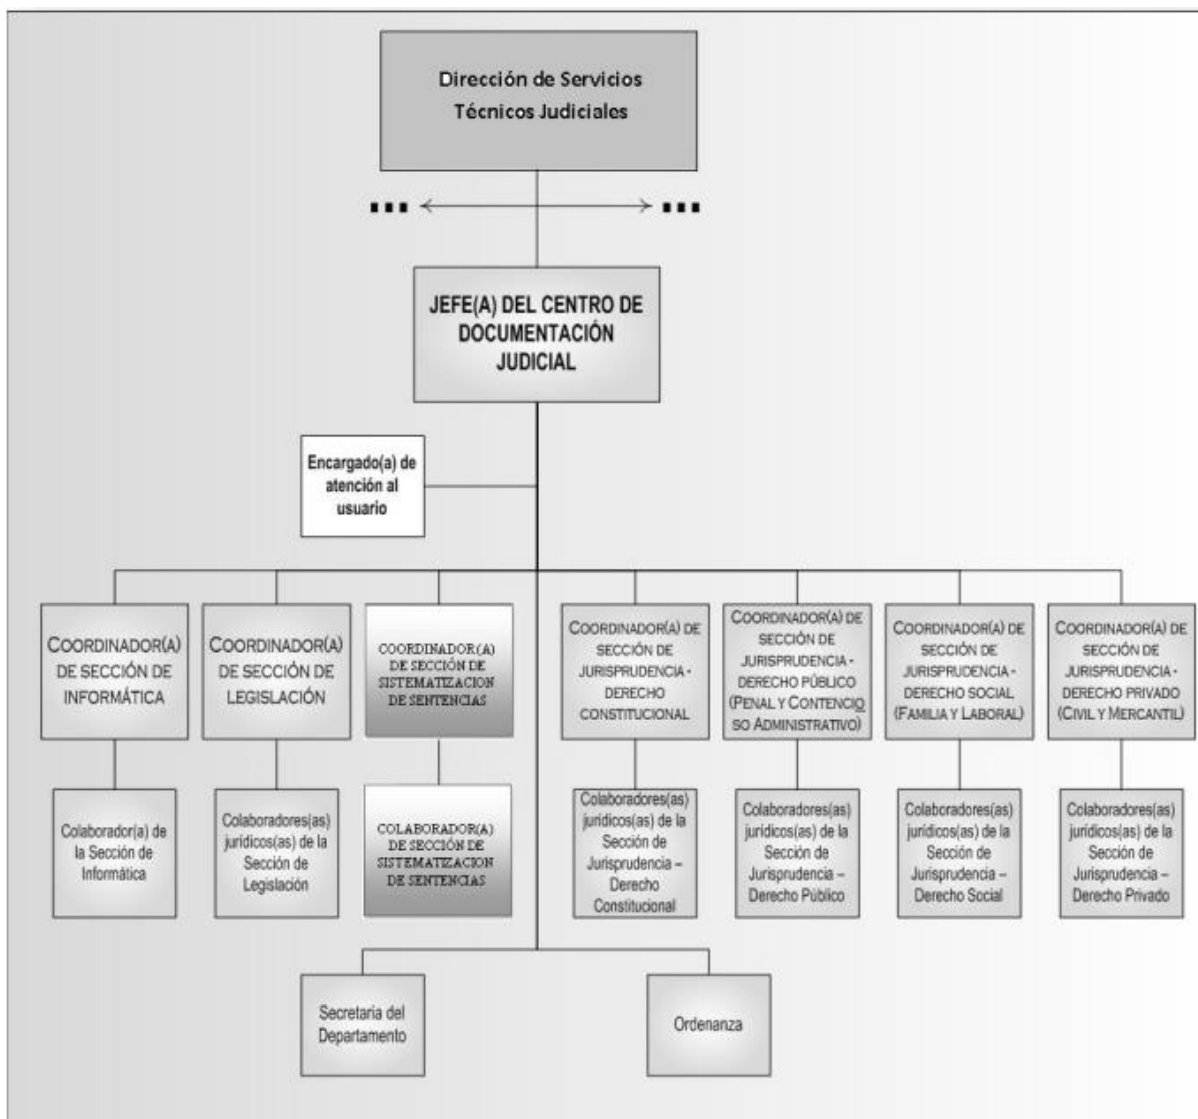 Dirección de Servicios
Técnicos Judiciales
... ...
JEFE(A) DEL CENTRO DE
DOCUMENTACIÓN
JUDICIAL
Encargado(a) de
atención al
usuario
COORDINADOR(A)
DE SECCIÓN DE
INFORMÁTICA
COORDINADOR(A)
DE SECCIÓN DE
LEGISLACIÓN
COORDINADOR(A)
DE SECCIÓN DE
SISTEMATIZACION
DE SENTENCIAS
COORDINADOR(A) DE
SECCIÓN DE
JURISPRUDENCIA -
DERECHO
CONSTITUCIONAL
COORDINADOR(A) DE
SECCIÓN DE
JURISPRUDENCIA -
DERECHO PÚBLICO
(PENAL Y CONTENCIO
SO ADMINISTRATIVO)
COORDINADOR(A) DE
SECCIÓN DE
JURISPRUDENCIA -
DERECHO SOCIAL
(FAMILIA Y LABORAL)
COORDINADOR(A) DE
SECCIÓN DE
JURISPRUDENCIA -
DERECHO PRIVADO
(CIVIL Y MERCANTIL)
Colaborador(a) de
la Sección de
Informática
Colaboradores(as)
jurídicos(as) de la
Sección de
Legislación
COLABORADOR(A)
DE SECCIÓN DE
SISTEMATIZACION
DE SENTENCIAS
Colaboradores(as)
jurídicos(as) de la
Sección de
Jurisprudencia –
Derecho
Constitucional
Colaboradores(as)
jurídicos(as) de la
Sección de
Jurisprudencia –
Derecho Público
Colaboradores(as)
jurídicos(as) de la
Sección de
Jurisprudencia –
Derecho Social
Colaboradores(as)
jurídicos(as) de la
Sección de
Jurisprudencia –
Derecho Privado
Secretaria del
Departamento
Ordenanza